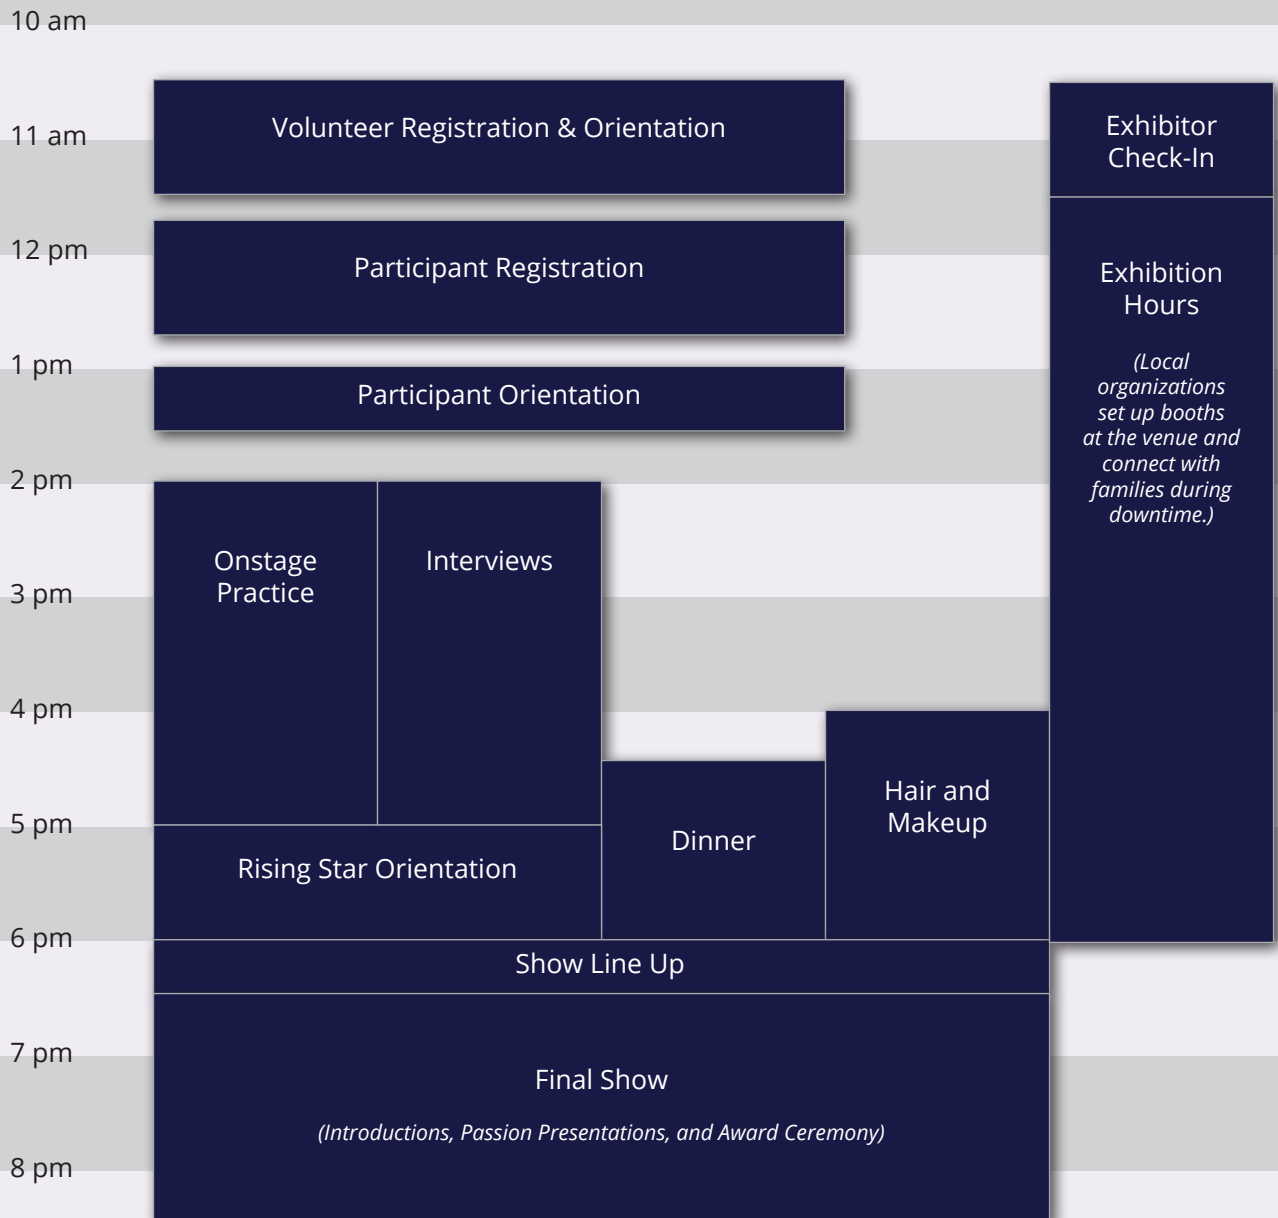 10 am
11 am
12 pm
1 pm
2 pm
3 pm
4 pm
5 pm
6 pm
7 pm
8 pm
Volunteer Registration & Orientation
Participant Registration
Participant Orientation
Onstage
Practice
Interviews
Rising Star Orientation
Dinner
Hair and
Makeup
Show Line Up
Final Show
(Introductions, Passion Presentations, and Award Ceremony)
Exhibitor
Check-In
Exhibition
Hours
(Local
organizations
set up booths
at the venue and
connect with
families during
downtime.)